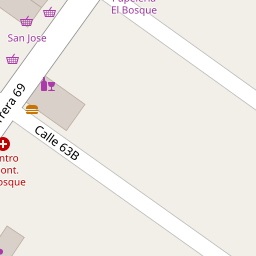 Papelería
El Bosque
San Jose
rera 69
Calle 63B
ntro
ont.
osque